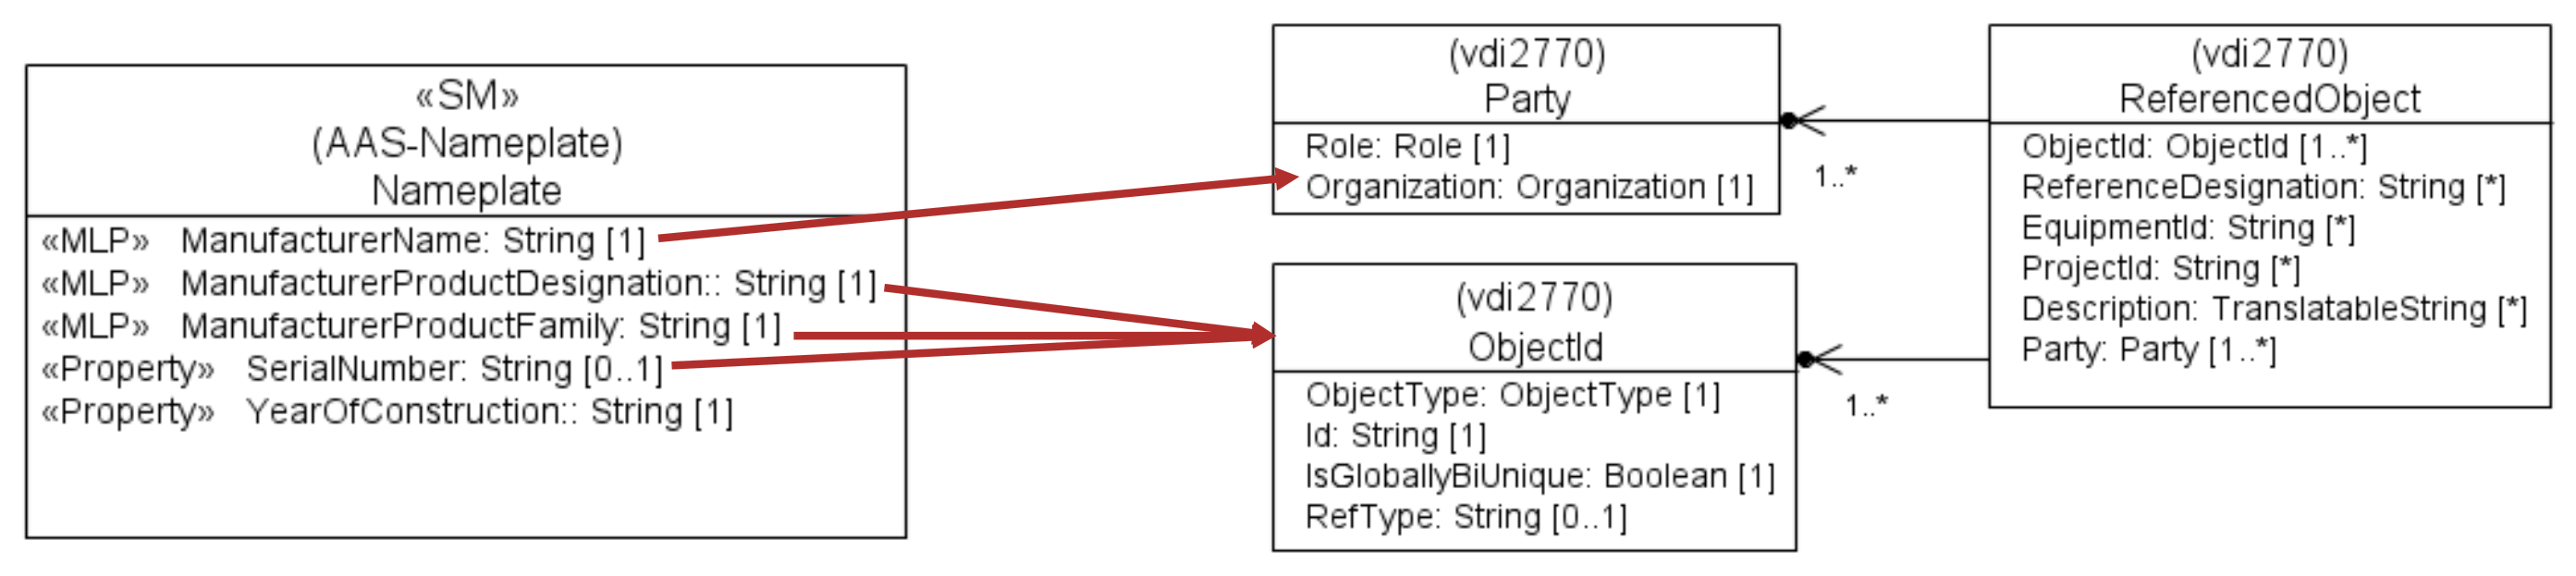 «SM»
(AAS-Nameplate)
Nameplate
«MLP» ManufacturerName: String [1]
«MLP» ManufacturerProductDesignation:: String [1]
«MLP» ManufacturerProductFamily: String [1]
«Property» SerialNumber: String [0..1]
«Property» YearOfConstruction:: String [1]
(vdi2770)
Party
Role: Role [1]
Organization: Organization [1]
1..*
(vdi2770)
ObjectId
ObjectType: ObjectType [1]
Id: String [1]
IsGloballyBiUnique: Boolean [1]
RefType: String [0..1]
1..*
(vdi2770)
ReferencedObject
ObjectId: ObjectId [1..*]
ReferenceDesignation: String [*]
EquipmentId: String [*]
ProjectId: String [*]
Description: TranslatableString [*]
Party: Party [1..*]